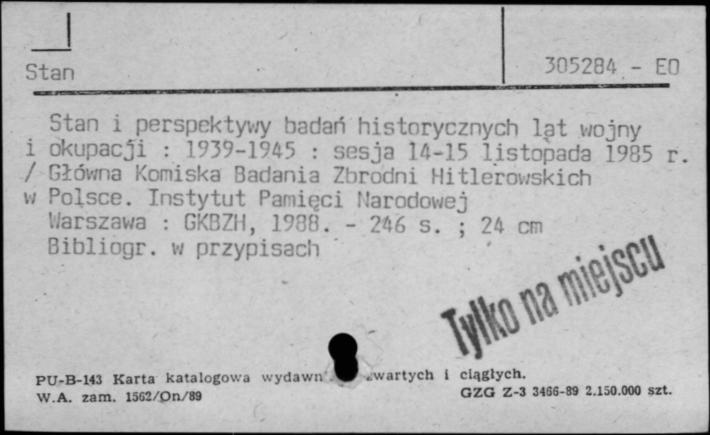 Stan
305284 - EO
Stan i perspektywy badań historycznych lat wojny
i okupacji : 1939-1945 : sesja 14-15 listopada 1985 r.
/ Główna Komiska Badania Zbrodni Hitlerowskich
w Polsce. Instytut Pamięci Narodowej
Warszawa : GKBZH, 1988. - 246 s. ; 24 cm
Bibliogr. w przypisach
Tylko na miejscu
PU-B-143 Karta katalogowa wydawn wartych i ciągłych.
W.A. zam. 1562/On/89
GZG Z-3 3466-89 2.150.000 szt.